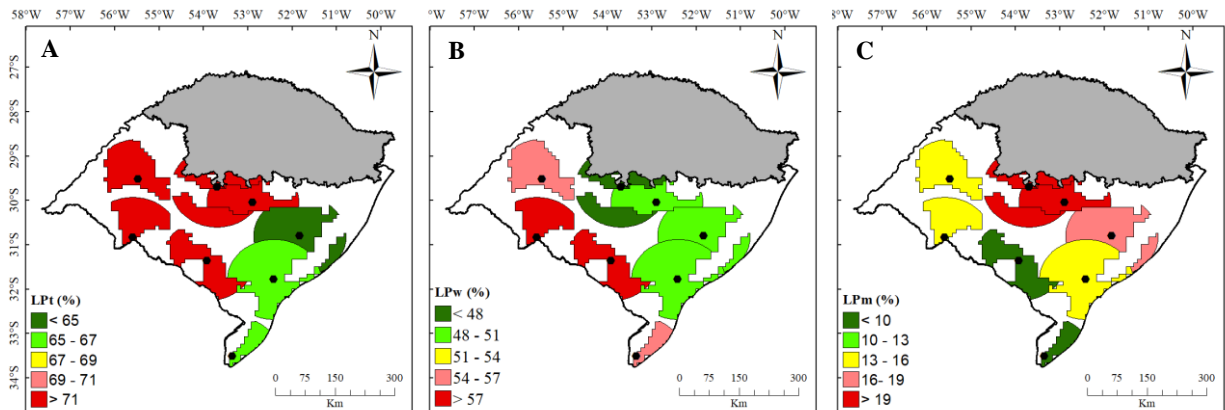 58°W 57°W 56°W 55°W 54°W 53°W 52°W 51°W 50°W
27°S
28°S
29°S
30°S
31°S
32°S
33°S
34°S
A
N
LPt (%)
< 65
65 - 67
67 - 69
69 - 71
> 71
0 75 150 300
Km
58°W 57°W 56°W 55°W 54°W 53°W 52°W 51°W 50°W
B
N
LPw (%)
< 48
48 - 51
51 - 54
54 - 57
> 57
0 75 150 300
Km
58°W 57°W 56°W 55°W 54°W 53°W 52°W 51°W 50°W
C
N
LPm (%)
< 10
10 - 13
13 - 16
16- 19
> 19
0 75 150 300
Km